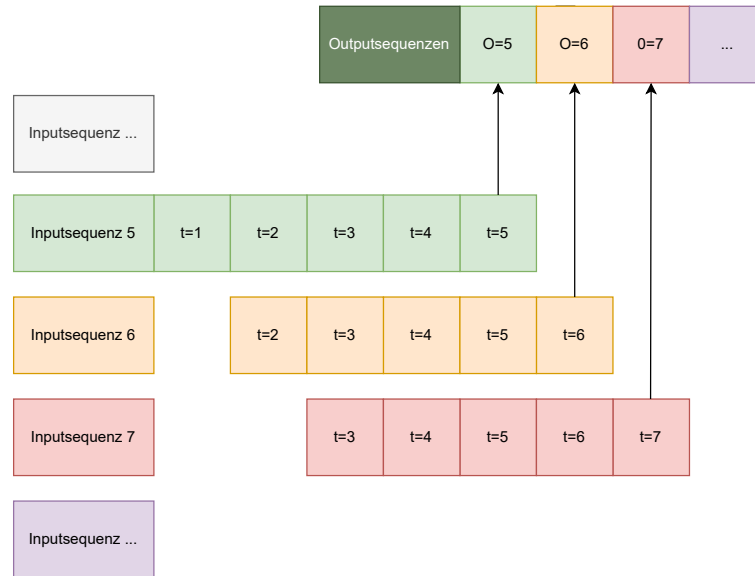 Outputsequenzen O=5 O=6 0=7 ...
Inputsequenz ...
Inputsequenz 5 t=1 t=2 t=3 t=4 t=5
Inputsequenz 6 t=2 t=3 t=4 t=5 t=6
Inputsequenz 7 t=3 t=4 t=5 t=6 t=7
Inputsequenz ...